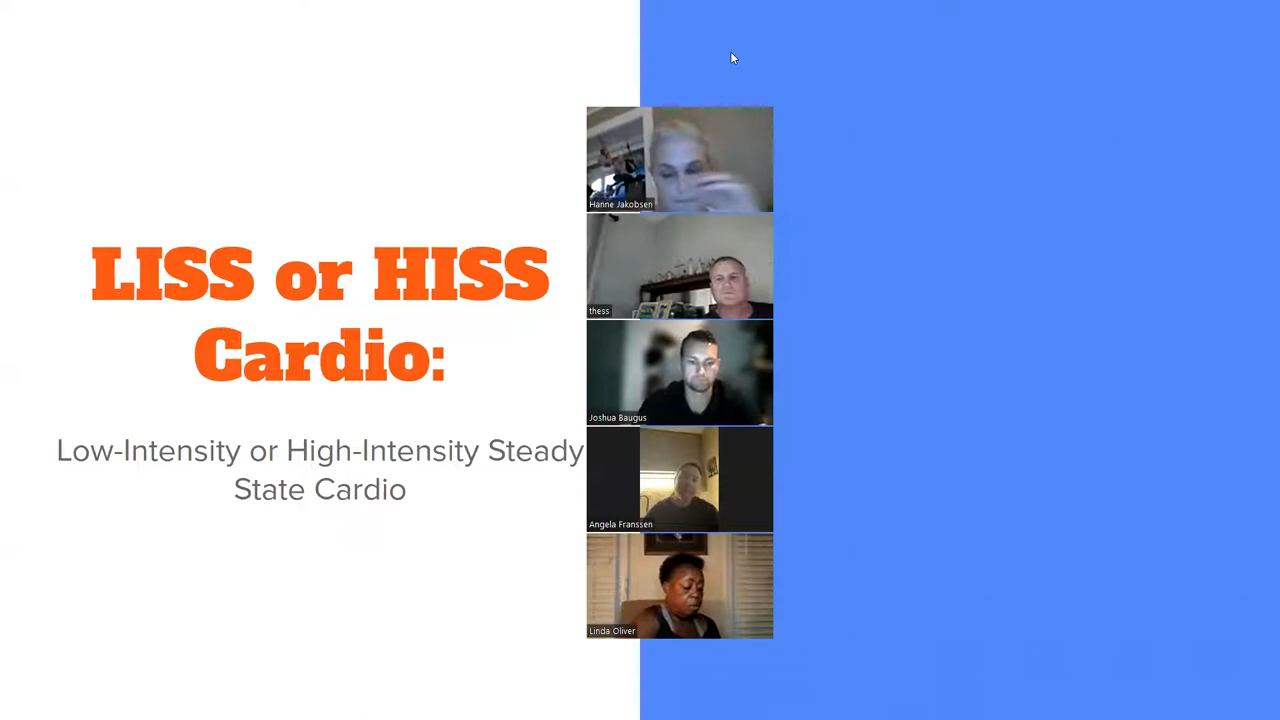 LISS or HISS
Cardio:
Low-Intensity or High-Intensity Steady
State Cardio
Hanne Jakobsen
thess
Joshua Baugus
Angela Franssen
Linda Oliver